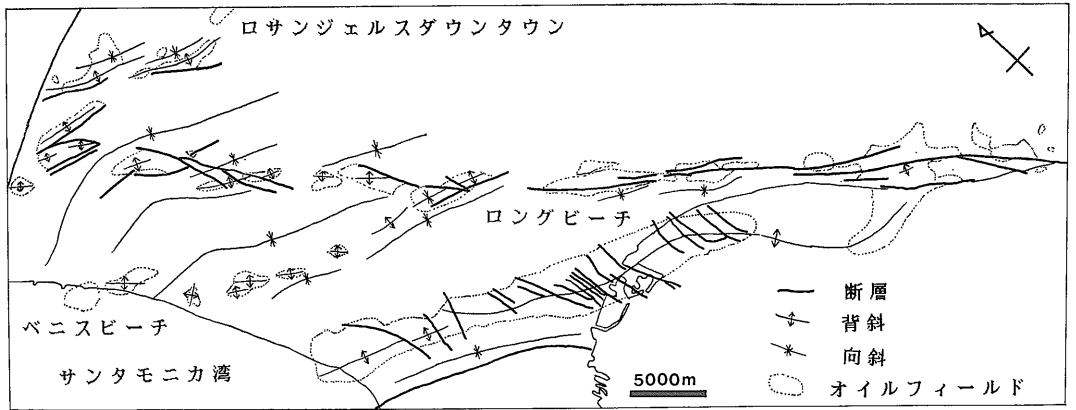 ロサンジェルスダウンタウン
ロングビーチ
ベニスビーチ
サンタモニカ湾
5000m
断層
背斜
向斜
オイルフィールド